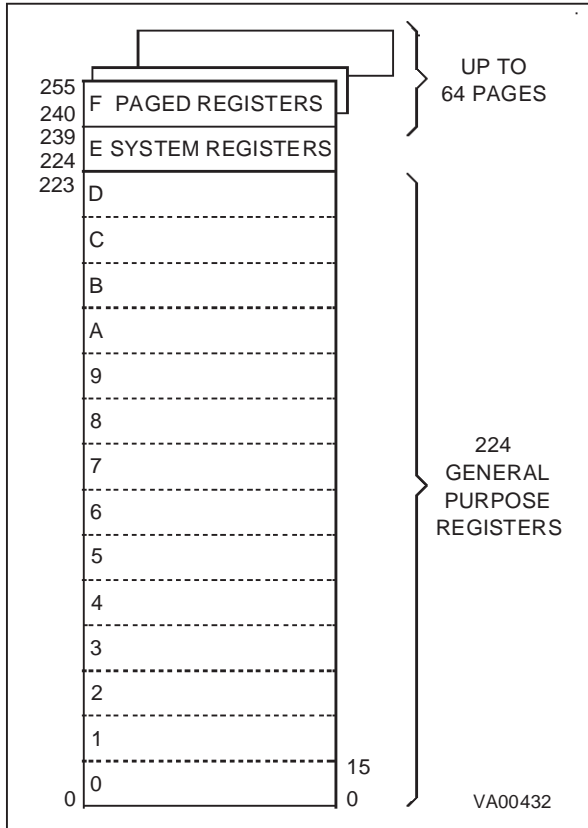 UP TO
64 PAGES
255
F PAGED REGISTERS
240
239
E SYSTEM REGISTERS
224
223
D
C
B
A
9
8
7
6
5
4
3
2
1
0
15
0
0
224
GENERAL
PURPOSE
REGISTERS
VA00432